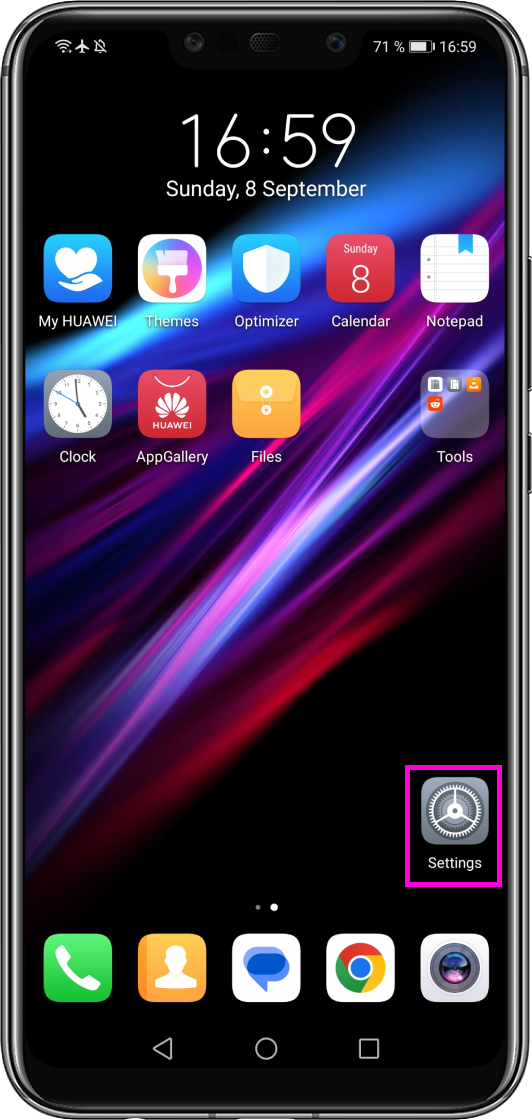 71 % 16:59
16:59
Sunday, 8 September
Sunday
8
My HUAWEI Themes Optimizer Calendar Notepad
HUAWEI
Clock AppGallery Files Tools
Settings